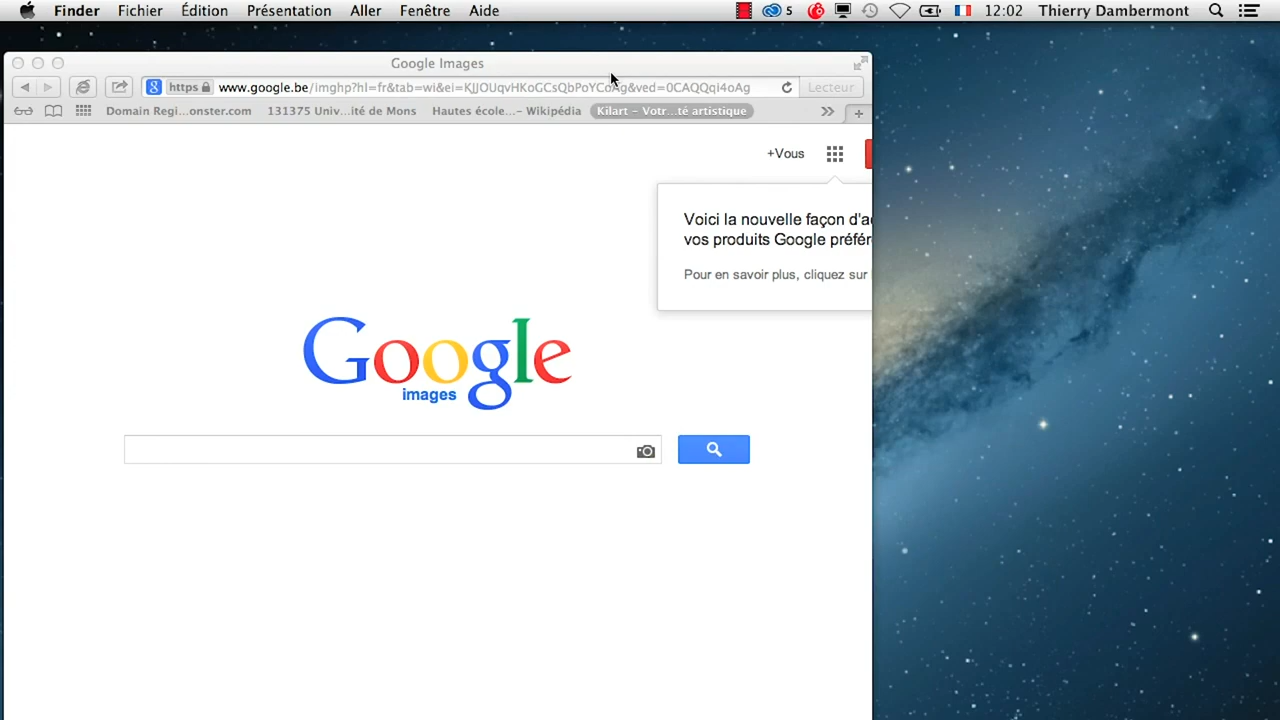 Finder Fichier Édition Présentation Aller Fenêtre Aide 5 12:02 Thierry Dambermont
Google Images
https www.google.be/imghp?hl=fr&tab=wi&ei=KJJOUqvHKoGCsQbPoYCoAg&ved=0CAQQqi4oAg Lecteur
Domain Regi...onster.com 131375 Univ...ité de Mons Hautes école...– Wikipédia Kilart – Votr...té artistique
+Vous
Voici la nouvelle façon d'a
vos produits Google préfér
Pour en savoir plus, cliquez sur
Google
images